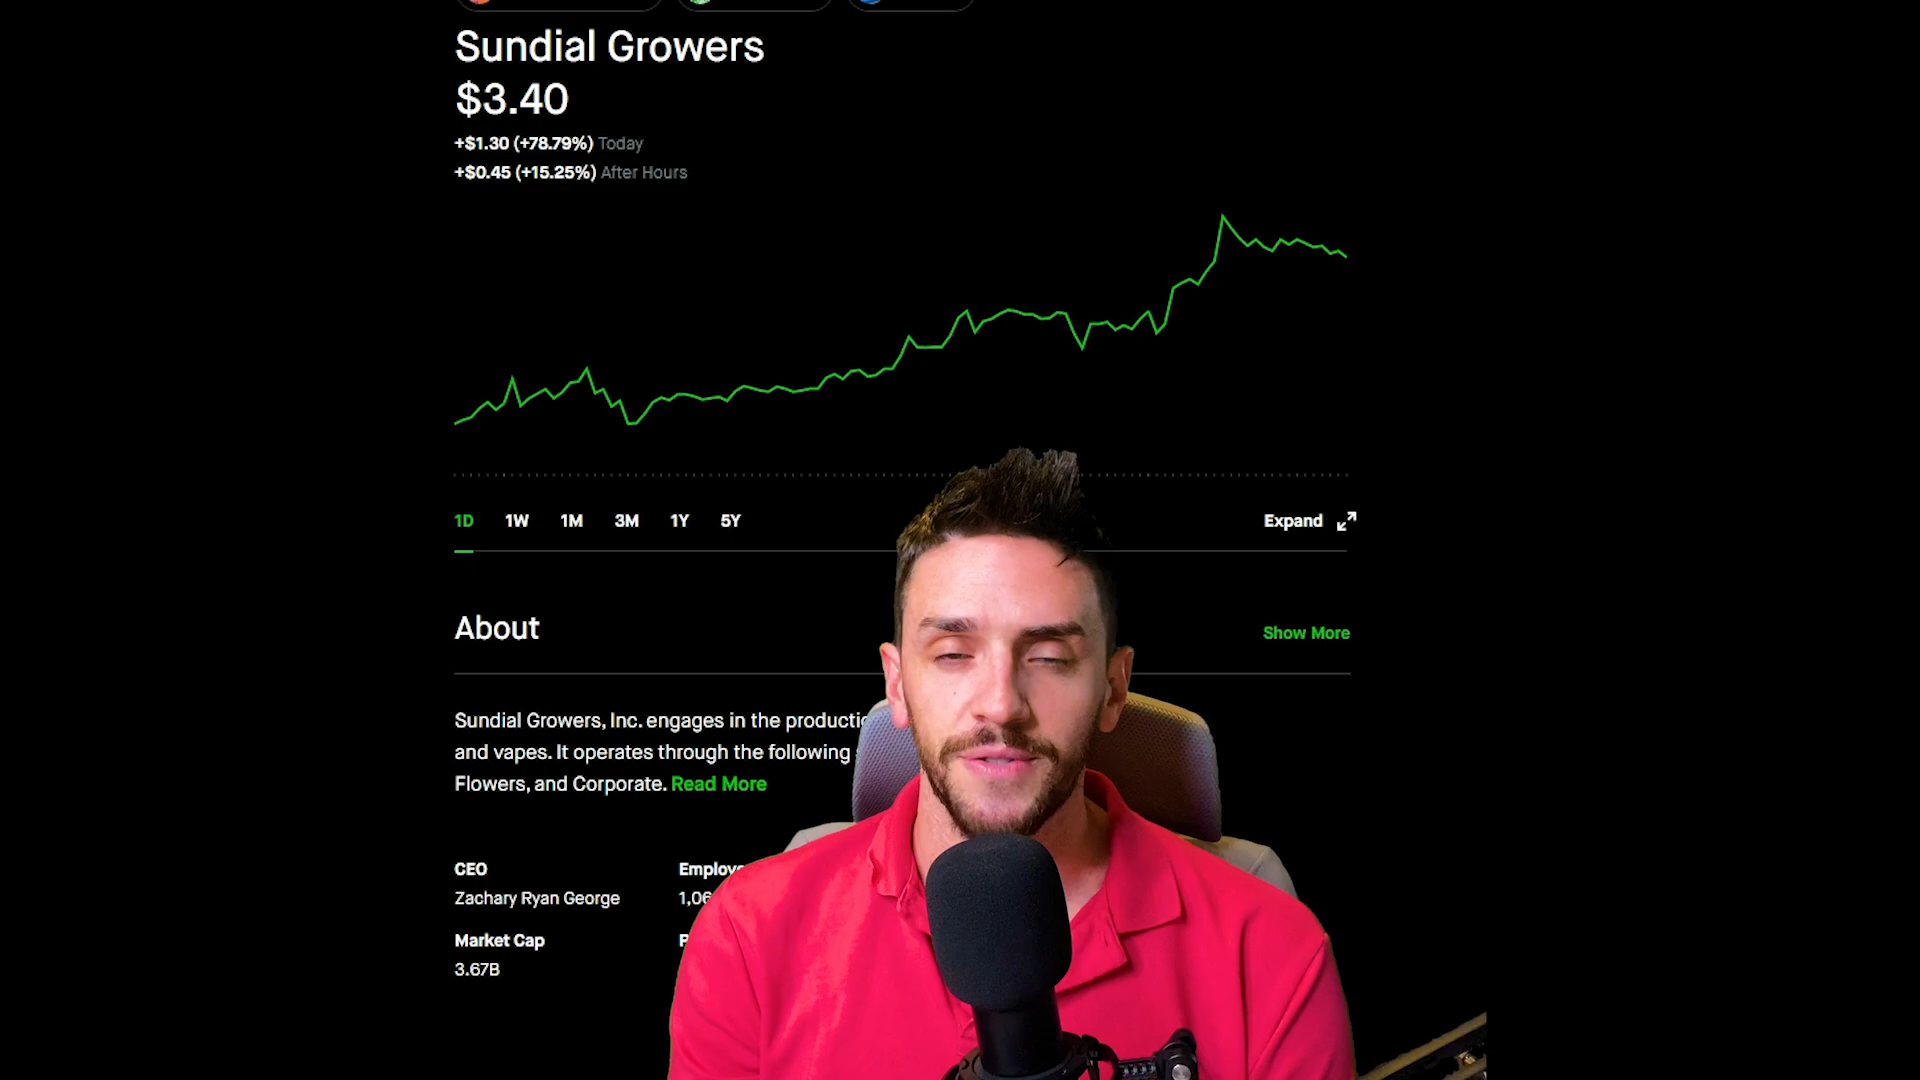 Sundial Growers
$3.40
+$1.30 (+78.79%) Today
+$0.45 (+15.25%) After Hours
1D 1W 1M 3M 1Y 5Y Expand
About Show More
Sundial Growers, Inc. engages in the
and vapes. It operates through the following
Flowers, and Corporate. Read More
CEO
Zachary Ryan George
Market Cap
3.67B